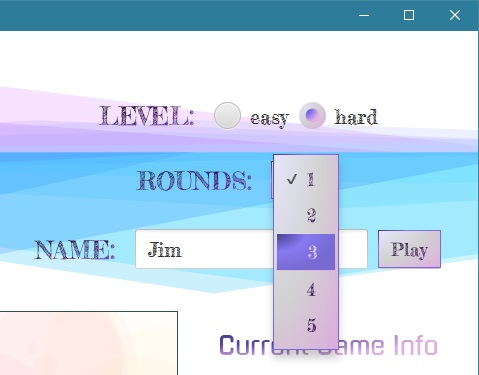 LEVEL: easy hard
ROUNDS:
✓ 1
2
3
4
5
NAME: Jim Play
Current Game Info